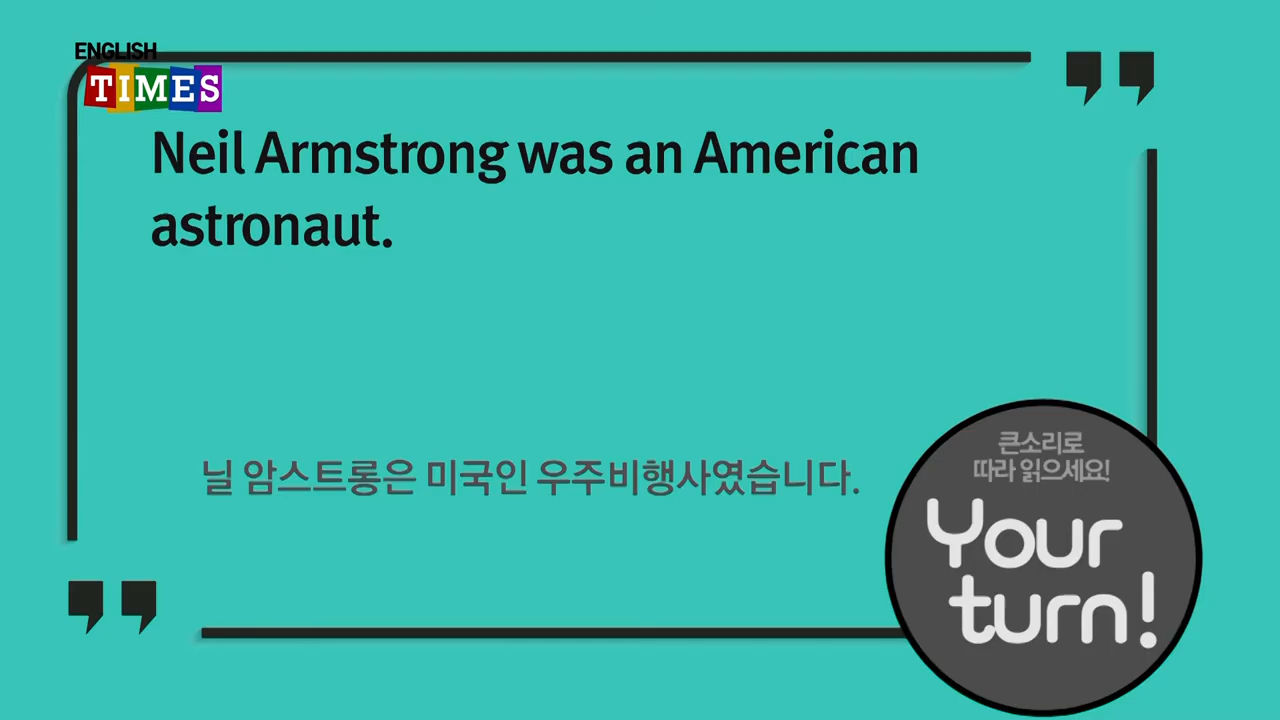 ENGLISH
TIMES
Neil Armstrong was an American
astronaut.
닐 암스트롱은 미국인 우주비행사였습니다.
큰소리로
따라 읽으세요!
Your
turn!